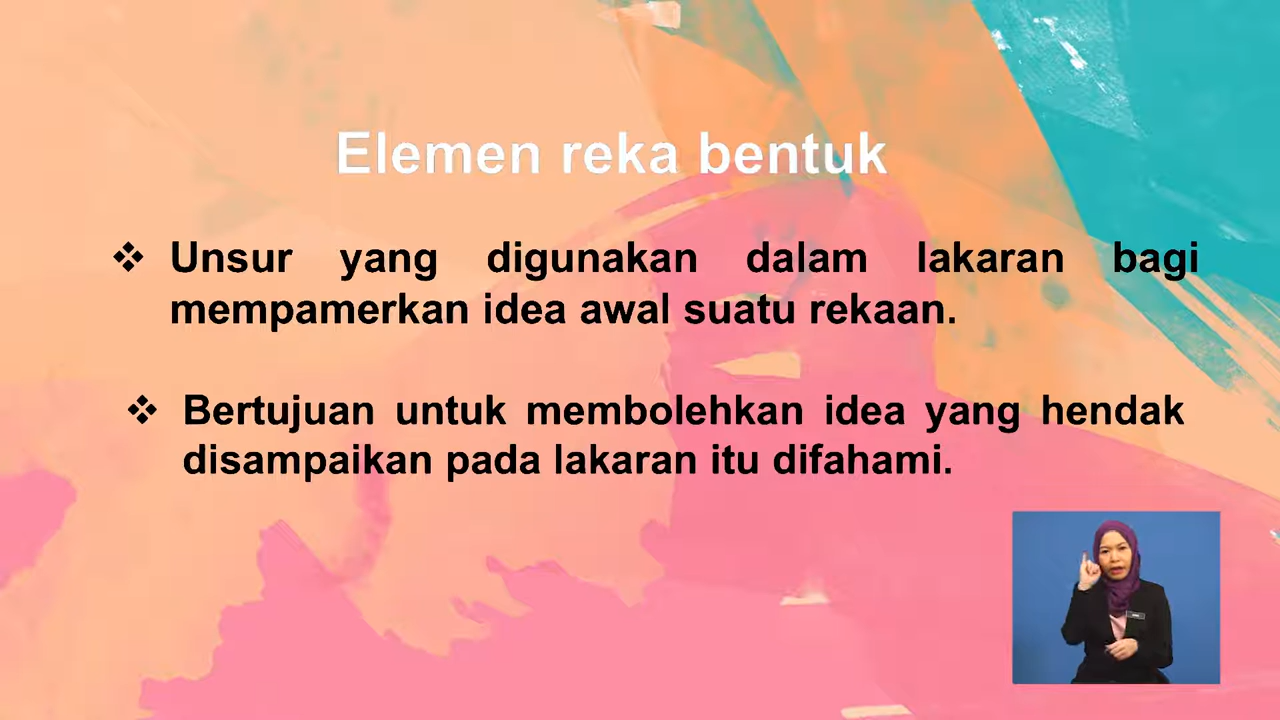 Elemen reka bentuk
❖ Unsur yang digunakan dalam lakaran bagi
mempamerkan idea awal suatu rekaan.
❖ Bertujuan untuk membolehkan idea yang hendak
disampaikan pada lakaran itu difahami.